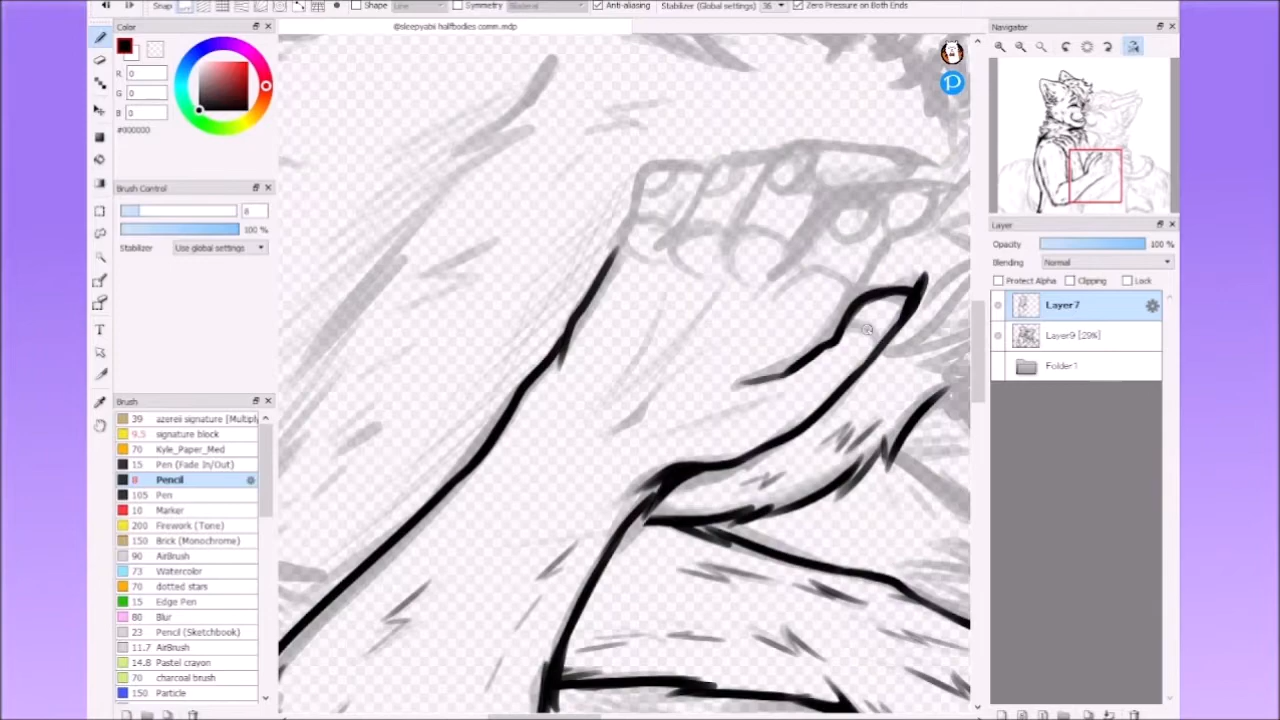 Snap Shape Line Symmetry Bilateral Anti-aliasing Stabilizer (Global settings) 36 Zero Pressure on Both Ends
@sleepyabi halfbodies comm.mdp
Color
R 0
G 0
B 0
#000000
Brush Control
8
100 %
Stabilizer Use global settings
Brush
39 azereii signature [Multiply
9.5 signature block
70 Kyle_Paper_Med
15 Pen (Fade In/Out)
8 Pencil
105 Pen
10 Marker
200 Firework (Tone)
150 Brick (Monochrome)
90 AirBrush
73 Watercolor
70 dotted stars
15 Edge Pen
80 Blur
23 Pencil (Sketchbook)
11.7 AirBrush
14.8 Pastel crayon
70 charcoal brush
150 Particle
Navigator
Layer
Opacity 100 %
Blending Normal
Protect Alpha Clipping Lock
Layer7
Layer9 [29%]
Folder1